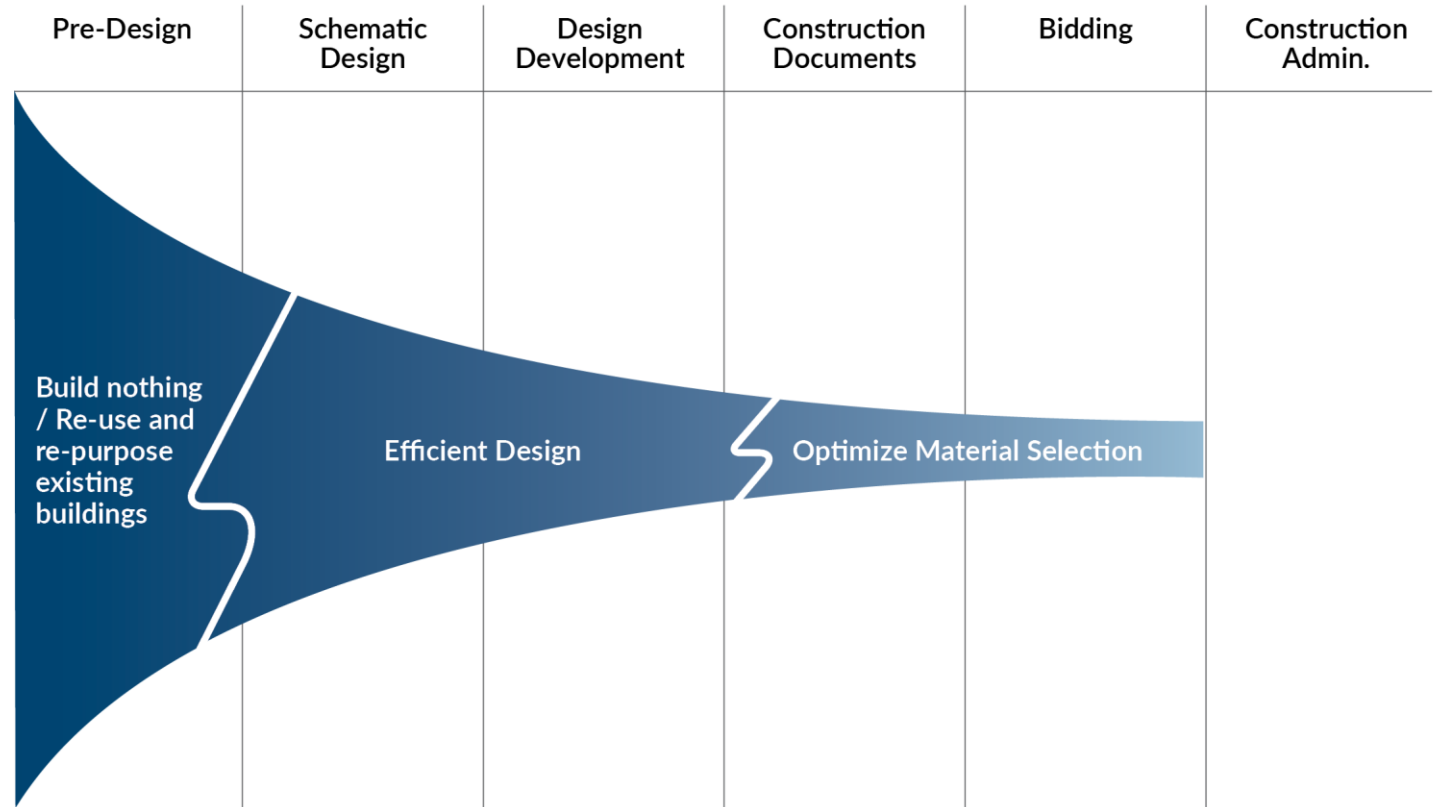 Pre-Design
Schematic
Design
Design
Development
Construction
Documents
Bidding
Construction
Admin.
Build nothing
/ Re-use and
re-purpose
existing
buildings
Efficient Design
Optimize Material Selection